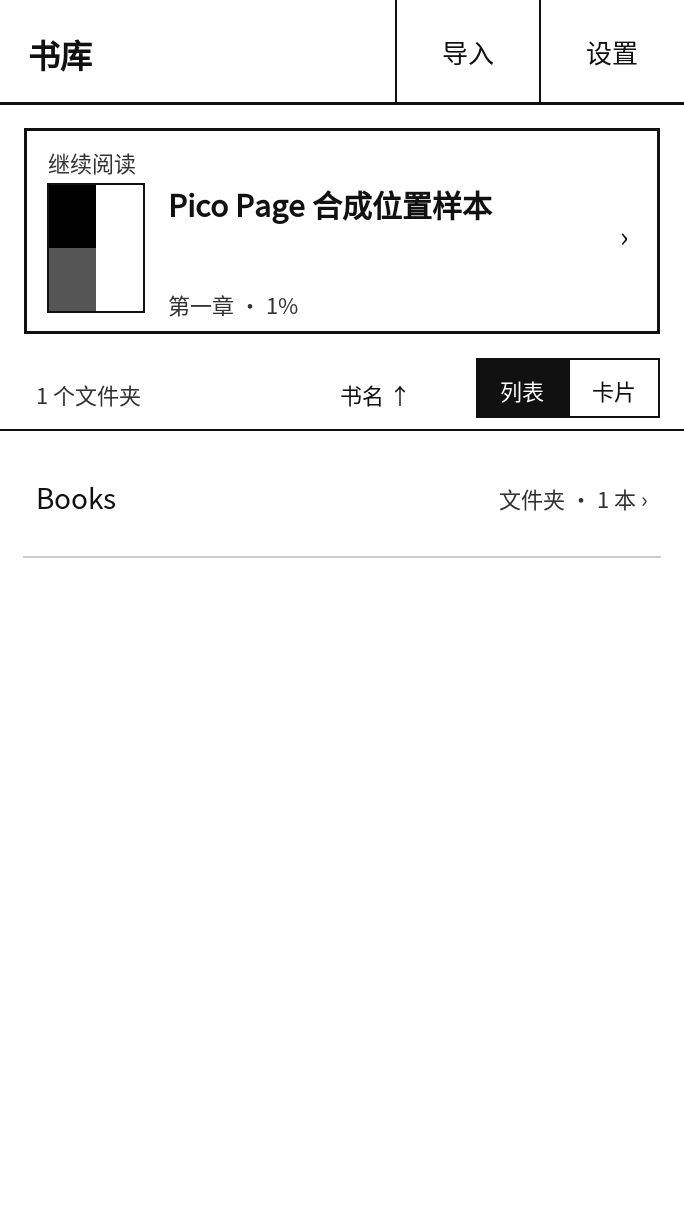 书库
导入
设置
继续阅读
Pico Page 合成位置样本
›
第一章 · 1%
1 个文件夹
书名 ↑
列表
卡片
Books
文件夹 · 1 本 ›